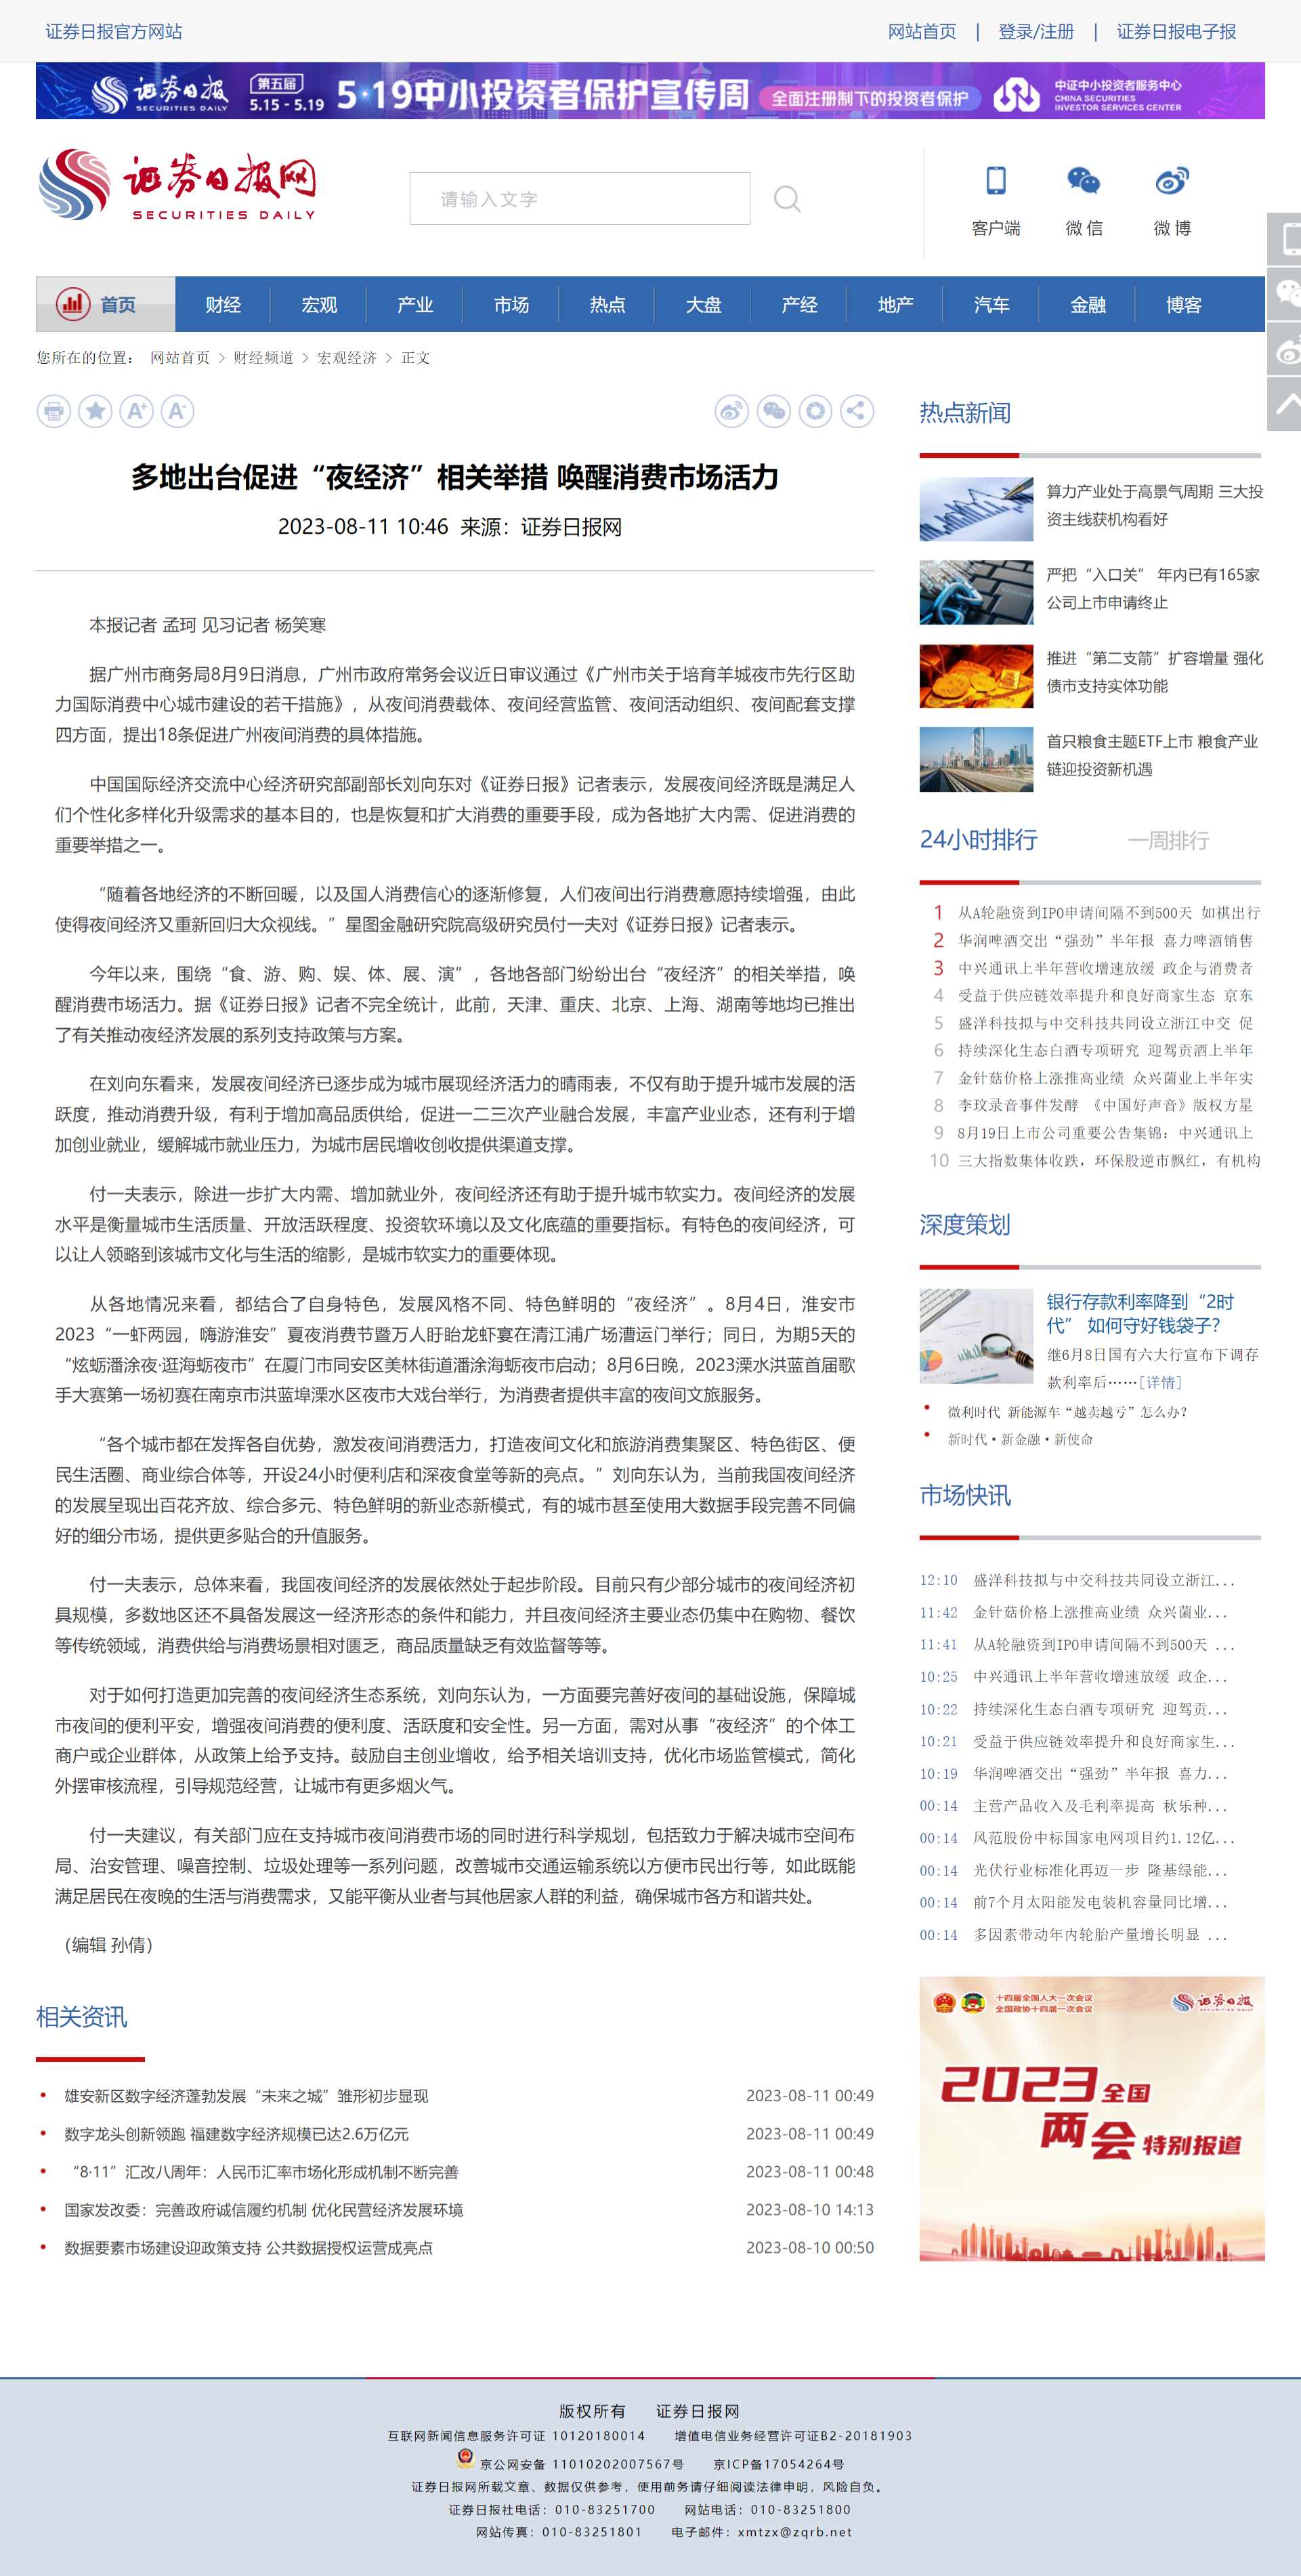 证券日报官方网站
网站首页 | 登录/注册 | 证券日报电子报
证券日报
SECURITIES DAILY
第五届
5.15 - 5.19
5·19中小投资者保护宣传周
全面注册制下的投资者保护
中证中小投资者服务中心
CHINA SECURITIES
INVESTOR SERVICES CENTER
证券日报网
SECURITIES DAILY
请输入文字
客户端 微 信 微 博
首页 财经 宏观 产业 市场 热点 大盘 产经 地产 汽车 金融 博客
您所在的位置： 网站首页 > 财经频道 > 宏观经济 > 正文
多地出台促进“夜经济”相关举措 唤醒消费市场活力
2023-08-11 10:46 来源：证券日报网
本报记者 孟珂 见习记者 杨笑寒
据广州市商务局8月9日消息，广州市政府常务会议近日审议通过《广州市关于培育羊城夜市先行区助
力国际消费中心城市建设的若干措施》，从夜间消费载体、夜间经营监管、夜间活动组织、夜间配套支撑
四方面，提出18条促进广州夜间消费的具体措施。
中国国际经济交流中心经济研究部副部长刘向东对《证券日报》记者表示，发展夜间经济既是满足人
们个性化多样化升级需求的基本目的，也是恢复和扩大消费的重要手段，成为各地扩大内需、促进消费的
重要举措之一。
“随着各地经济的不断回暖，以及国人消费信心的逐渐修复，人们夜间出行消费意愿持续增强，由此
使得夜间经济又重新回归大众视线。”星图金融研究院高级研究员付一夫对《证券日报》记者表示。
今年以来，围绕“食、游、购、娱、体、展、演”，各地各部门纷纷出台“夜经济”的相关举措，唤
醒消费市场活力。据《证券日报》记者不完全统计，此前，天津、重庆、北京、上海、湖南等地均已推出
了有关推动夜经济发展的系列支持政策与方案。
在刘向东看来，发展夜间经济已逐步成为城市展现经济活力的晴雨表，不仅有助于提升城市发展的活
跃度，推动消费升级，有利于增加高品质供给，促进一二三次产业融合发展，丰富产业业态，还有利于增
加创业就业，缓解城市就业压力，为城市居民增收创收提供渠道支撑。
付一夫表示，除进一步扩大内需、增加就业外，夜间经济还有助于提升城市软实力。夜间经济的发展
水平是衡量城市生活质量、开放活跃程度、投资软环境以及文化底蕴的重要指标。有特色的夜间经济，可
以让人领略到该城市文化与生活的缩影，是城市软实力的重要体现。
从各地情况来看，都结合了自身特色，发展风格不同、特色鲜明的“夜经济”。8月4日，淮安市
2023“一虾两园，嗨游淮安”夏夜消费节暨万人盱眙龙虾宴在清江浦广场漕运门举行；同日，为期5天的
“炫蛎潘涂夜·逛海蛎夜市”在厦门市同安区美林街道潘涂海蛎夜市启动；8月6日晚，2023溧水洪蓝首届歌
手大赛第一场初赛在南京市洪蓝埠溧水区夜市大戏台举行，为消费者提供丰富的夜间文旅服务。
“各个城市都在发挥各自优势，激发夜间消费活力，打造夜间文化和旅游消费集聚区、特色街区、便
民生活圈、商业综合体等，开设24小时便利店和深夜食堂等新的亮点。”刘向东认为，当前我国夜间经济
的发展呈现出百花齐放、综合多元、特色鲜明的新业态新模式，有的城市甚至使用大数据手段完善不同偏
好的细分市场，提供更多贴合的升值服务。
付一夫表示，总体来看，我国夜间经济的发展依然处于起步阶段。目前只有少部分城市的夜间经济初
具规模，多数地区还不具备发展这一经济形态的条件和能力，并且夜间经济主要业态仍集中在购物、餐饮
等传统领域，消费供给与消费场景相对匮乏，商品质量缺乏有效监督等等。
对于如何打造更加完善的夜间经济生态系统，刘向东认为，一方面要完善好夜间的基础设施，保障城
市夜间的便利平安，增强夜间消费的便利度、活跃度和安全性。另一方面，需对从事“夜经济”的个体工
商户或企业群体，从政策上给予支持。鼓励自主创业增收，给予相关培训支持，优化市场监管模式，简化
外摆审核流程，引导规范经营，让城市有更多烟火气。
付一夫建议，有关部门应在支持城市夜间消费市场的同时进行科学规划，包括致力于解决城市空间布
局、治安管理、噪音控制、垃圾处理等一系列问题，改善城市交通运输系统以方便市民出行等，如此既能
满足居民在夜晚的生活与消费需求，又能平衡从业者与其他居家人群的利益，确保城市各方和谐共处。
（编辑 孙倩）
相关资讯
雄安新区数字经济蓬勃发展“未来之城”雏形初步显现 2023-08-11 00:49
数字龙头创新领跑 福建数字经济规模已达2.6万亿元 2023-08-11 00:49
“8·11”汇改八周年：人民币汇率市场化形成机制不断完善 2023-08-11 00:48
国家发改委：完善政府诚信履约机制 优化民营经济发展环境 2023-08-10 14:13
数据要素市场建设迎政策支持 公共数据授权运营成亮点 2023-08-10 00:50
热点新闻
算力产业处于高景气周期 三大投
资主线获机构看好
严把“入口关” 年内已有165家
公司上市申请终止
推进“第二支箭”扩容增量 强化
债市支持实体功能
首只粮食主题ETF上市 粮食产业
链迎投资新机遇
24小时排行 一周排行
1 从A轮融资到IPO申请间隔不到500天 如祺出行
2 华润啤酒交出“强劲”半年报 喜力啤酒销售
3 中兴通讯上半年营收增速放缓 政企与消费者
4 受益于供应链效率提升和良好商家生态 京东
5 盛洋科技拟与中交科技共同设立浙江中交 促
6 持续深化生态白酒专项研究 迎驾贡酒上半年
7 金针菇价格上涨推高业绩 众兴菌业上半年实
8 李玟录音事件发酵 《中国好声音》版权方星
9 8月19日上市公司重要公告集锦：中兴通讯上
10 三大指数集体收跌，环保股逆市飘红，有机构
深度策划
银行存款利率降到“2时
代” 如何守好钱袋子？
继6月8日国有六大行宣布下调存
款利率后……[详情]
微利时代 新能源车“越卖越亏”怎么办？
新时代·新金融·新使命
市场快讯
12:10 盛洋科技拟与中交科技共同设立浙江...
11:42 金针菇价格上涨推高业绩 众兴菌业...
11:41 从A轮融资到IPO申请间隔不到500天 ...
10:25 中兴通讯上半年营收增速放缓 政企...
10:22 持续深化生态白酒专项研究 迎驾贡...
10:21 受益于供应链效率提升和良好商家生...
10:19 华润啤酒交出“强劲”半年报 喜力...
00:14 主营产品收入及毛利率提高 秋乐种...
00:14 风范股份中标国家电网项目约1.12亿...
00:14 光伏行业标准化再迈一步 隆基绿能...
00:14 前7个月太阳能发电装机容量同比增...
00:14 多因素带动年内轮胎产量增长明显 ...
十四届全国人大一次会议
全国政协十四届一次会议
证券日报
2023全国
两会特别报道
版权所有 证券日报网
互联网新闻信息服务许可证 10120180014 增值电信业务经营许可证B2-20181903
京公网安备 11010202007567号 京ICP备17054264号
证券日报网所载文章、数据仅供参考，使用前务请仔细阅读法律申明，风险自负。
证券日报社电话：010-83251700 网站电话：010-83251800
网站传真：010-83251801 电子邮件：xmtzx@zqrb.net